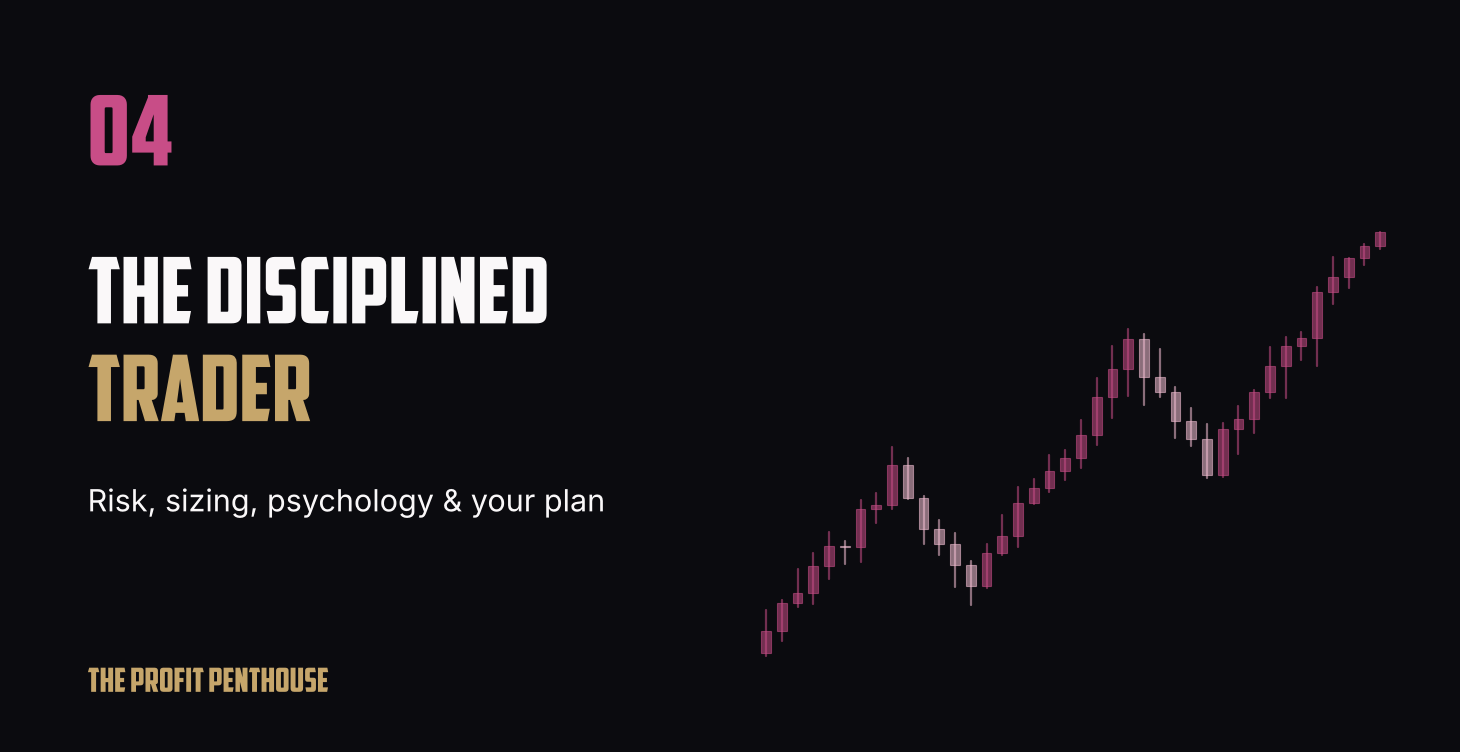 04
THE DISCIPLINED
TRADER
Risk, sizing, psychology & your plan
THE PROFIT PENTHOUSE